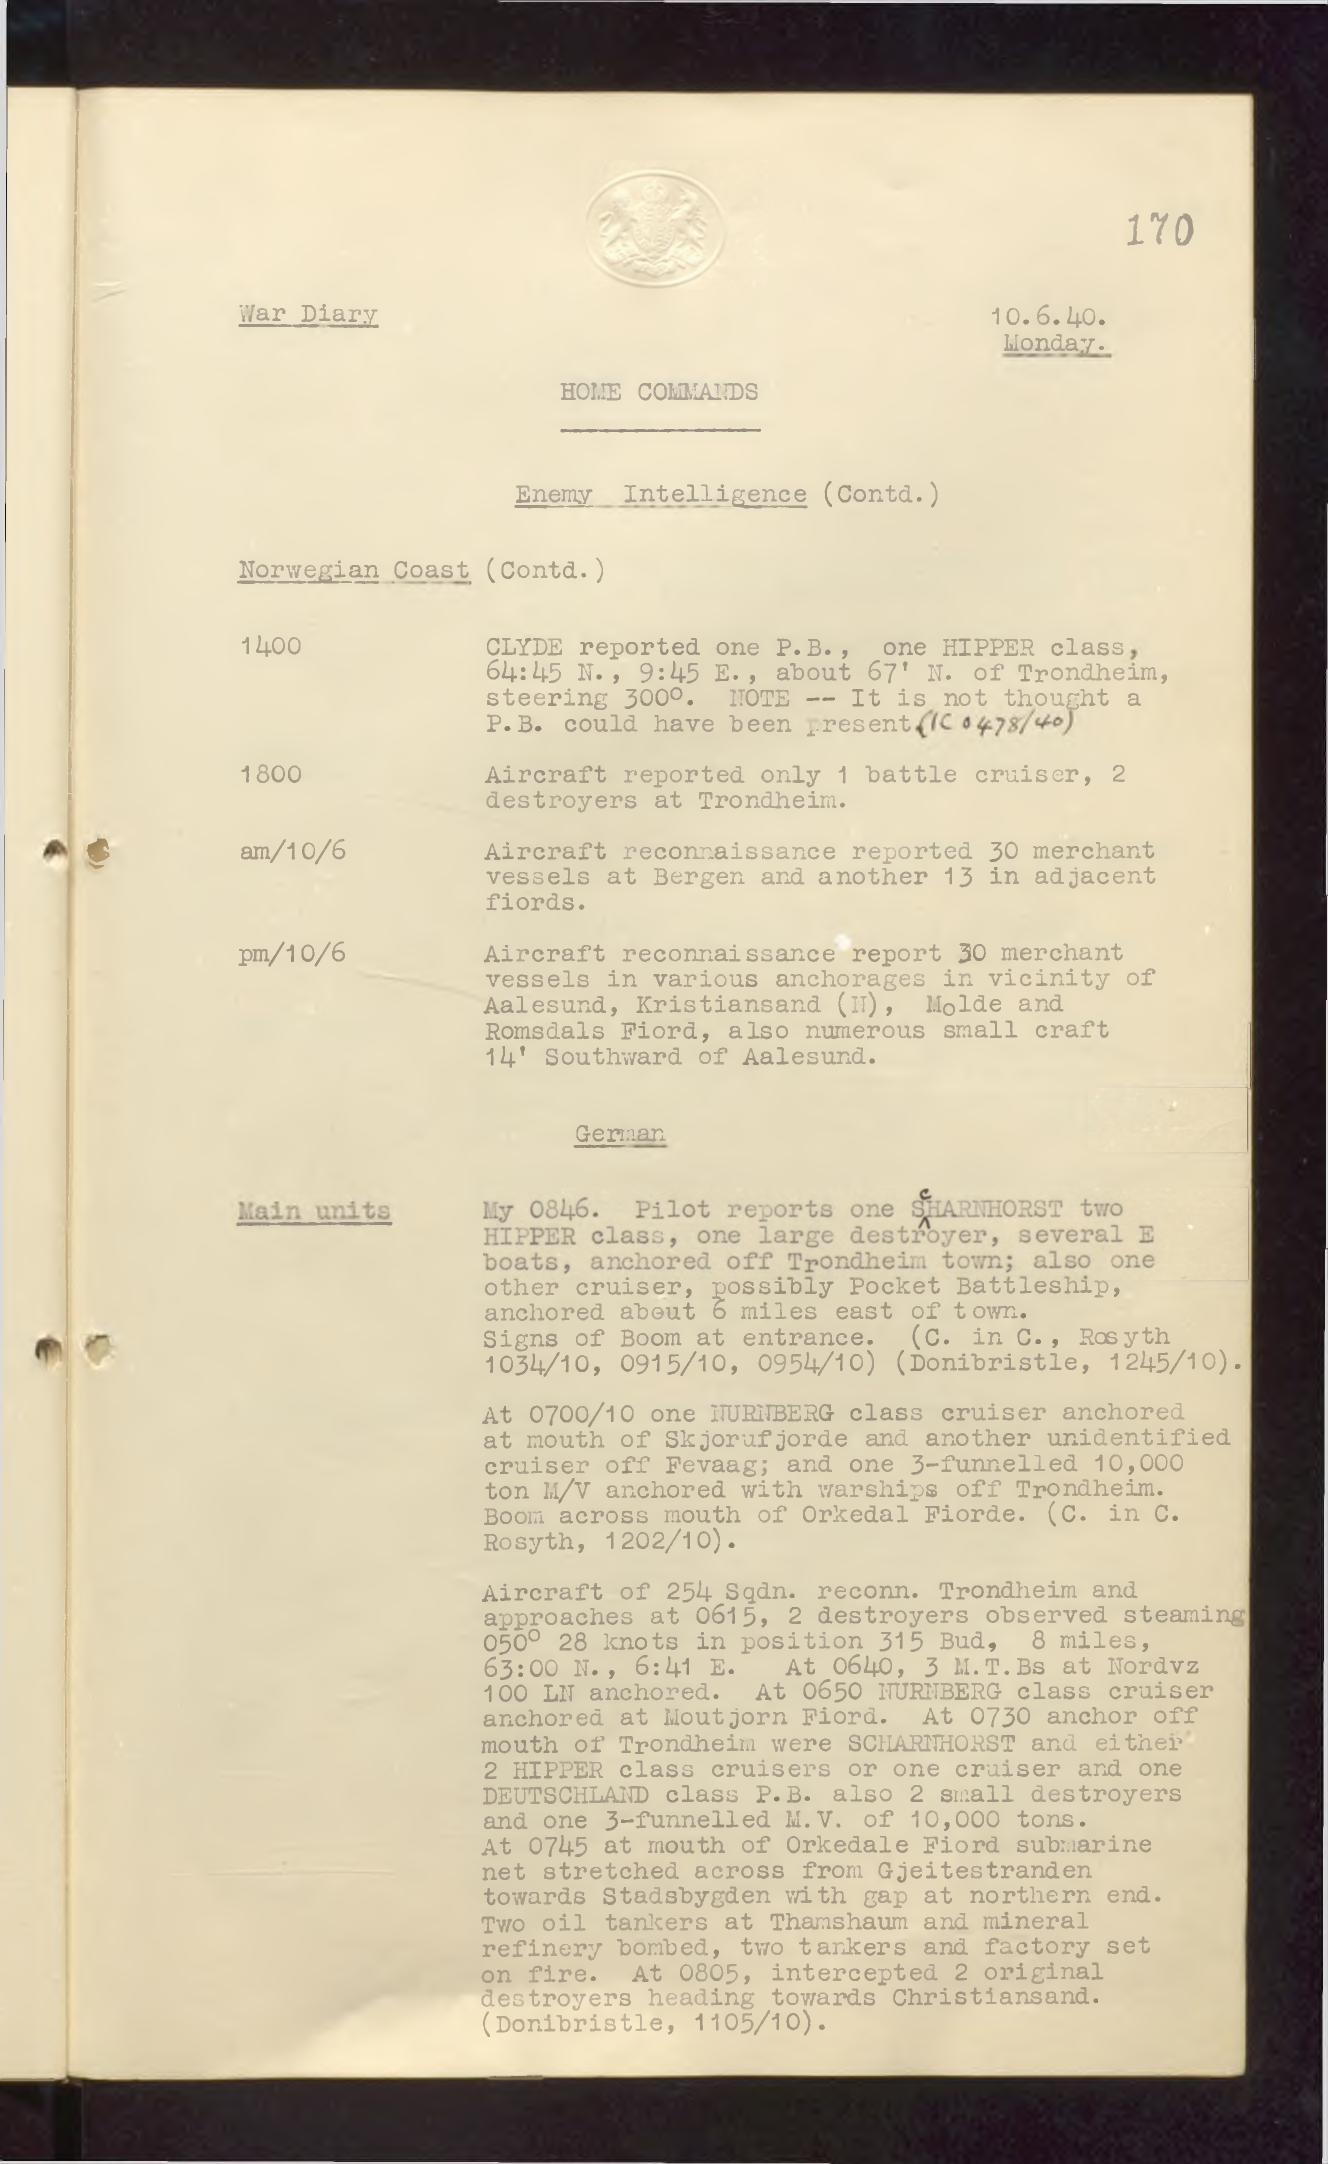 170
War Diary
10.6.40.
Monday.
HOME COMMANDS
Enemy Intelligence (Contd.)
Norwegian Coast (Contd.)
1400 CLYDE reported one P.B., one HIPPER class,
64:45 N., 9:45 E., about 67' N. of Trondheim,
steering 300°. NOTE -- It is not thought a
P.B. could have been present. (IC 0478/40)
1800 Aircraft reported only 1 battle cruiser, 2
destroyers at Trondheim.
am/10/6 Aircraft reconnaissance reported 30 merchant
vessels at Bergen and another 13 in adjacent
fiords.
pm/10/6 Aircraft reconnaissance report 30 merchant
vessels in various anchorages in vicinity of
Aalesund, Kristiansand (N), Molde and
Romsdals Fiord, also numerous small craft
14' Southward of Aalesund.
German
Main units My 0846. Pilot reports one SCHARNHORST two
HIPPER class, one large destroyer, several E
boats, anchored off Trondheim town; also one
other cruiser, possibly Pocket Battleship,
anchored about 6 miles east of town.
Signs of Boom at entrance. (C. in C., Rosyth
1034/10, 0915/10, 0954/10) (Donibristle, 1245/10).
At 0700/10 one NURNBERG class cruiser anchored
at mouth of Skjorufjorde and another unidentified
cruiser off Fevaag; and one 3-funnelled 10,000
ton M/V anchored with warships off Trondheim.
Boom across mouth of Orkedal Fiorde. (C. in C.
Rosyth, 1202/10).
Aircraft of 254 Sqdn. reconn. Trondheim and
approaches at 0615, 2 destroyers observed steaming
050° 28 knots in position 315 Bud, 8 miles,
63:00 N., 6:41 E. At 0640, 3 M.T.Bs at Nordvz
100 LN anchored. At 0650 NURNBERG class cruiser
anchored at Moutjorn Fiord. At 0730 anchor off
mouth of Trondheim were SCHARNHORST and either
2 HIPPER class cruisers or one cruiser and one
DEUTSCHLAND class P.B. also 2 small destroyers
and one 3-funnelled M.V. of 10,000 tons.
At 0745 at mouth of Orkedale Fiord submarine
net stretched across from Gjeitestranden
towards Stadsbygden with gap at northern end.
Two oil tankers at Thamshaum and mineral
refinery bombed, two tankers and factory set
on fire. At 0805, intercepted 2 original
destroyers heading towards Christiansand.
(Donibristle, 1105/10).